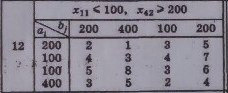 x₁₁ ⩽ 100, x₄₂ ⩾ 200
aᵢ bⱼ 200 400 100 200
12 200 2 1 3 5
100 4 3 4 7
100 5 8 3 6
400 3 5 2 4